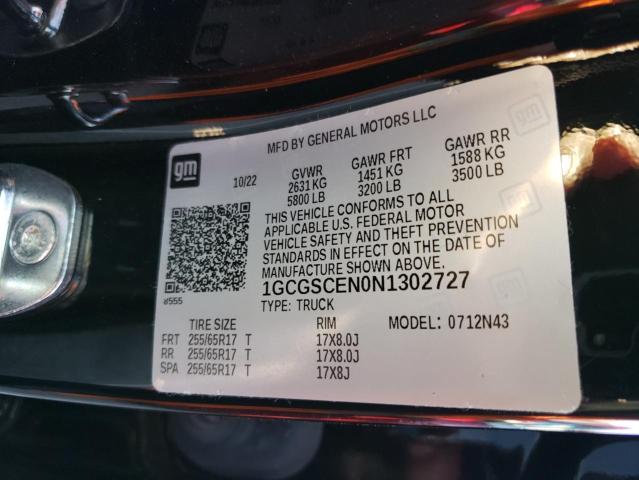 MFD BY GENERAL MOTORS LLC
gm
10/22
GVWR GAWR FRT GAWR RR
2631 KG 1451 KG 1588 KG
5800 LB 3200 LB 3500 LB
THIS VEHICLE CONFORMS TO ALL
APPLICABLE U.S. FEDERAL MOTOR
VEHICLE SAFETY AND THEFT PREVENTION
STANDARDS IN EFFECT ON THE DATE OF
MANUFACTURE SHOWN ABOVE.
1GCGSCEN0N1302727
TYPE: TRUCK
TIRE SIZE RIM MODEL: 0712N43
FRT 255/65R17 T 17X8.0J
RR 255/65R17 T 17X8.0J
SPA 255/65R17 T 17X8J
gm
gm